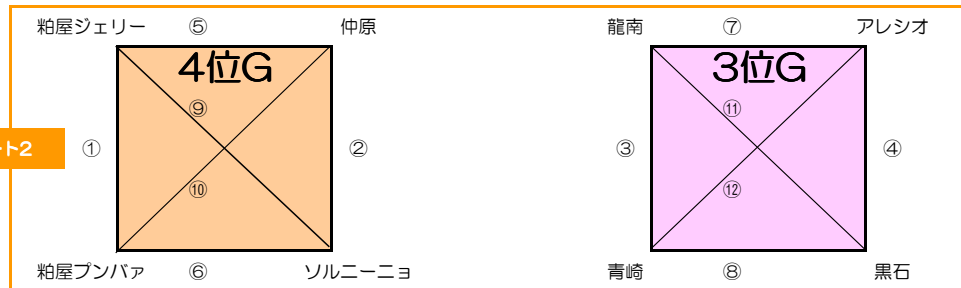 粕屋ジェリー ⑤ 仲原 龍南 ⑦ アレシオ
4位G 3位G
⑨ ⑪
ート2 ① ② ③ ④
⑩ ⑫
粕屋プンバァ ⑥ ソルニーニョ 青崎 ⑧ 黒石